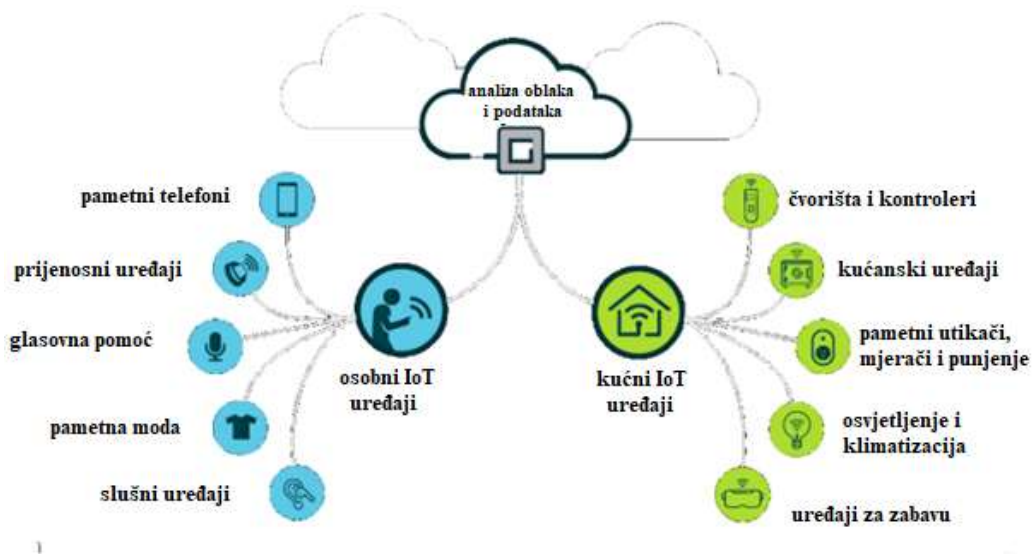 analiza oblaka
i podataka
pametni telefoni
prijenosni uređaji
glasovna pomoć
pametna moda
slušni uređaji
osobni IoT
uređaji
kućni IoT
uređaji
čvorišta i kontroleri
kućanski uređaji
pametni utikači,
mjerači i punjenje
osvjetljenje i
klimatizacija
uređaji za zabavu